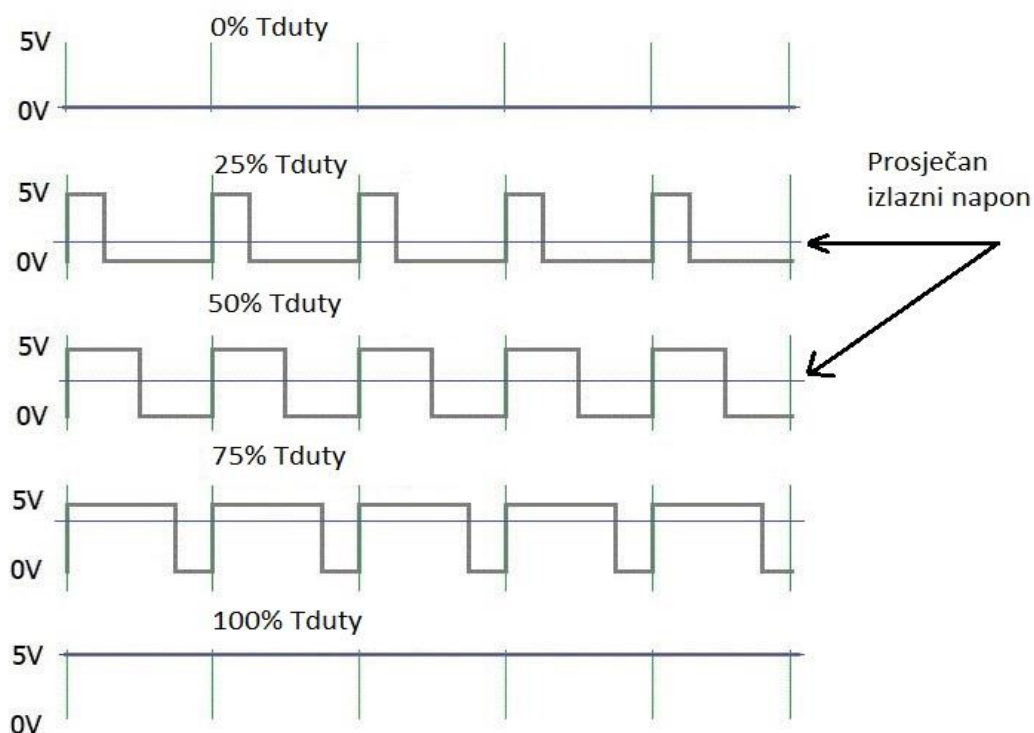 0% Tduty
5V
0V
25% Tduty
5V
0V
Prosječan
izlazni napon
50% Tduty
5V
0V
75% Tduty
5V
0V
100% Tduty
5V
0V